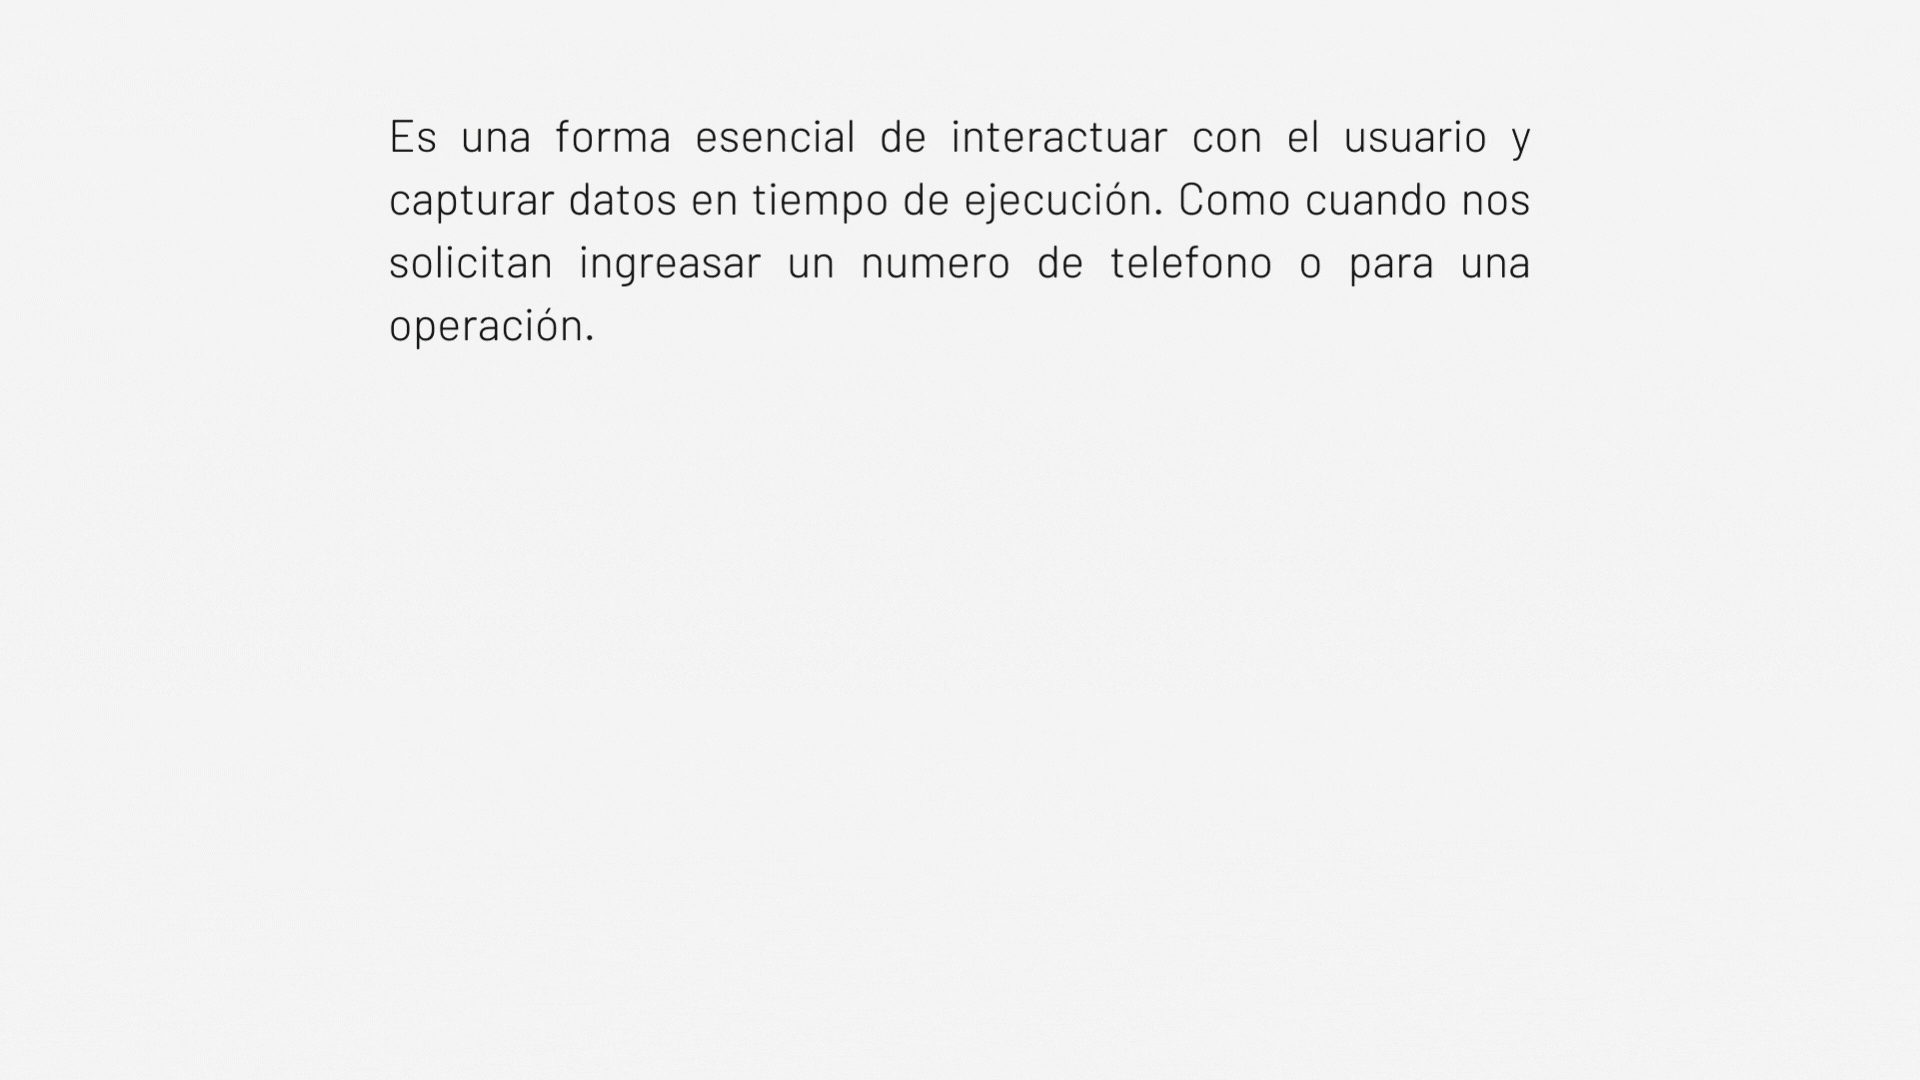 Es una forma esencial de interactuar con el usuario y
capturar datos en tiempo de ejecución. Como cuando nos
solicitan ingreasar un numero de telefono o para una
operación.